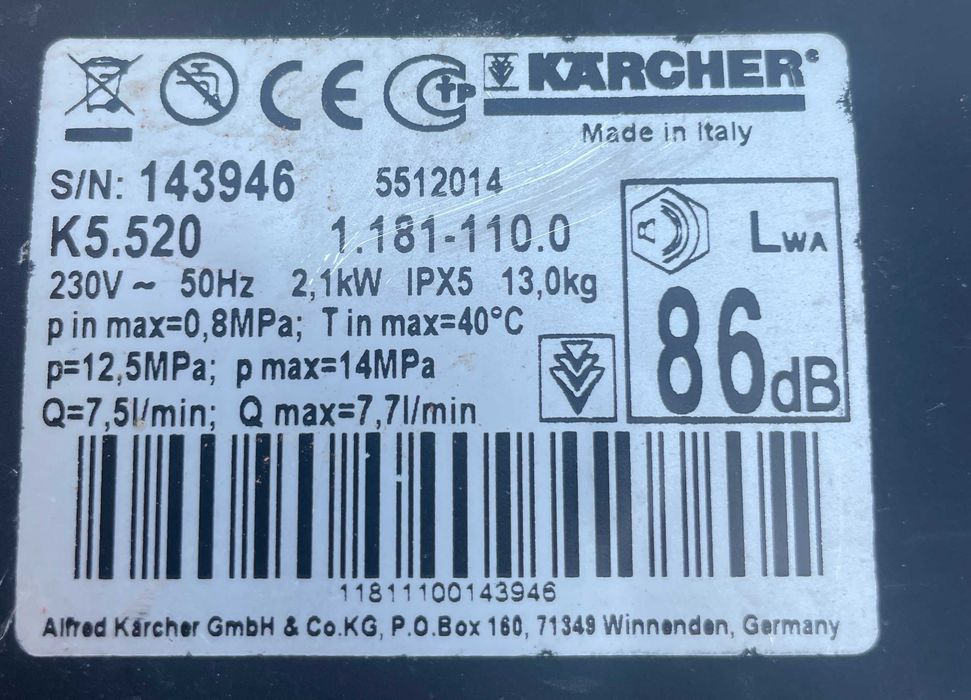 KÄRCHER
Made in Italy
S/N: 143946 5512014
K5.520 1.181-110.0
230V ~ 50Hz 2,1kW IPX5 13,0kg
p in max=0,8MPa; T in max=40°C
p=12,5MPa; p max=14MPa
Q=7,5l/min; Q max=7,7l/min
LWA
86dB
11811100143946
Alfred Kärcher GmbH & Co.KG, P.O.Box 160, 71349 Winnenden, Germany